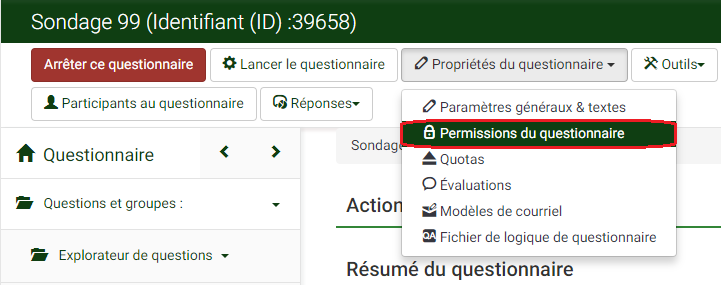 Sondage 99 (Identifiant (ID) :39658)
Arrêter ce questionnaire
Lancer le questionnaire
Propriétés du questionnaire
Outils
Participants au questionnaire
Réponses
Paramètres généraux & textes
Permissions du questionnaire
Quotas
Évaluations
Modèles de courriel
QA Fichier de logique de questionnaire
Questionnaire
Questions et groupes :
Explorateur de questions
Sondage
Action
Résumé du questionnaire